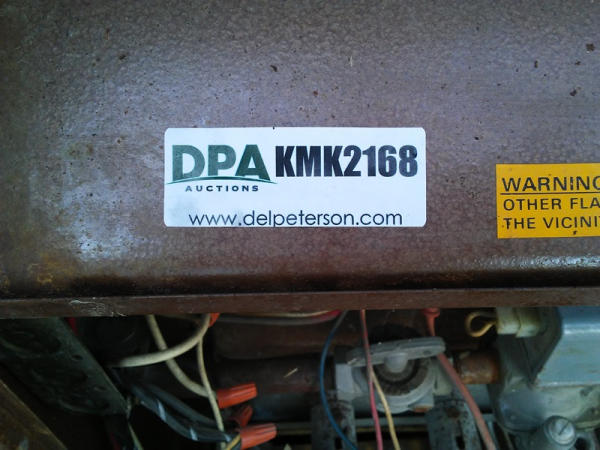 DPA KMK2168
AUCTIONS
www.delpeterson.com
WARNING
OTHER FLA
THE VICINI